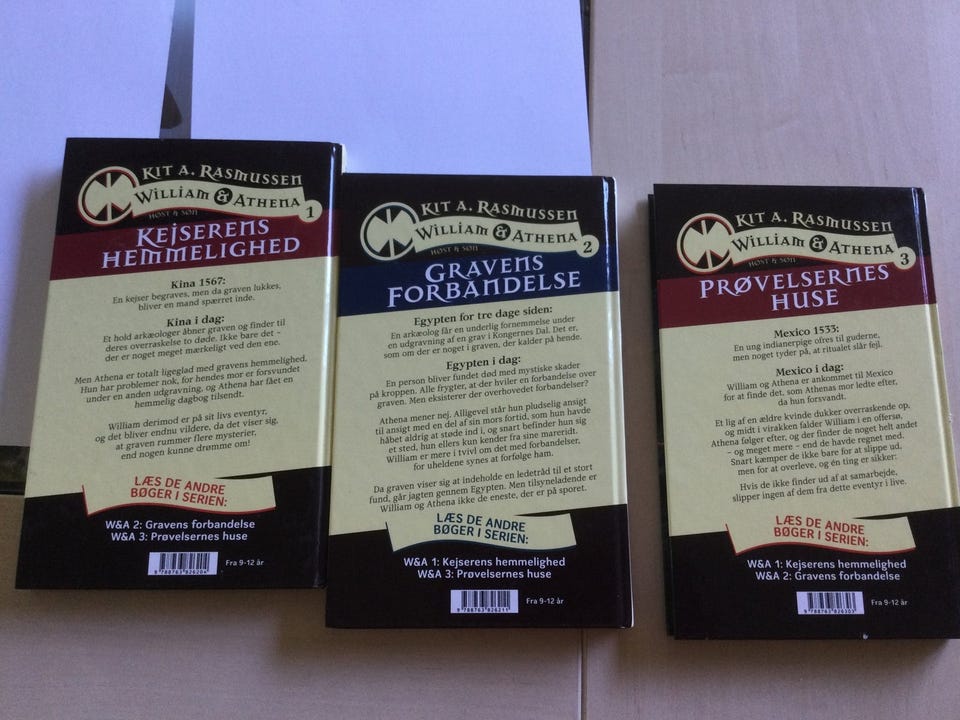 KIT A. RASMUSSEN
WILLIAM & ATHENA
1
HØST & SØN
KEJSERENS
HEMMELIGHED
Kina 1567:
En kejser begraves, men da graven lukkes,
bliver en mand spærret inde.
Kina i dag:
Et hold arkæologer åbner graven og finder til
deres overraskelse to døde. Ikke bare det –
der er noget meget mærkeligt ved den ene.
Men Athena er totalt ligeglad med gravens hemmelighed.
Hun har problemer nok, for hendes mor er forsvundet
under en anden udgravning, og Athena har fået en
hemmelig dagbog tilsendt.
William derimod er på sit livs eventyr,
og det bliver endnu vildere, da det viser sig,
at graven rummer flere mysterier,
end nogen kunne drømme om!
LÆS DE ANDRE
BØGER I SERIEN:
W&A 2: Gravens forbandelse
W&A 3: Prøvelsernes huse
9 788763 826204
Fra 9-12 år
KIT A. RASMUSSEN
WILLIAM & ATHENA
2
HØST & SØN
GRAVENS
FORBANDELSE
Egypten for tre dage siden:
En arkæolog får en underlig fornemmelse under
en udgravning af en grav i Kongernes Dal. Det er,
som om der er noget i graven, der kalder på hende.
Egypten i dag:
En person bliver fundet død med mystiske skader
på kroppen. Alle frygter, at der hviler en forbandelse over
graven. Men eksisterer der overhovedet forbandelser?
Athena mener nej. Alligevel står hun pludselig ansigt
til ansigt med en del af sin mors fortid, som hun havde
håbet aldrig at støde ind i, og snart befinder hun sig
et sted, hun ellers kun kender fra sine mareridt.
William er mere i tvivl om det med forbandelser,
for uheldene synes at forfølge ham.
Da graven viser sig at indeholde en ledetråd til et stort
fund, går jagten gennem Egypten. Men tilsyneladende er
William og Athena ikke de eneste, der er på sporet.
LÆS DE ANDRE
BØGER I SERIEN:
W&A 1: Kejserens hemmelighed
W&A 3: Prøvelsernes huse
9 788763 826211
Fra 9-12 år
KIT A. RASMUSSEN
WILLIAM & ATHENA
3
HØST & SØN
PRØVELSERNES
HUSE
Mexico 1533:
En ung indianerpige ofres til guderne,
men noget tyder på, at ritualet slår fejl.
Mexico i dag:
William og Athena er ankommet til Mexico
for at finde det, som Athenas mor ledte efter,
da hun forsvandt.
Et lig af en ældre kvinde dukker overraskende op,
og midt i virakken falder William i en offersø.
Athena følger efter, og der finder de noget helt andet
– og meget mere – end de havde regnet med.
Snart kæmper de ikke bare for at slippe ud,
men for at overleve, og én ting er sikker:
Hvis de ikke finder ud af at samarbejde,
slipper ingen af dem fra dette eventyr i live.
LÆS DE ANDRE
BØGER I SERIEN:
W&A 1: Kejserens hemmelighed
W&A 2: Gravens forbandelse
9 788763 826303
Fra 9-12 år